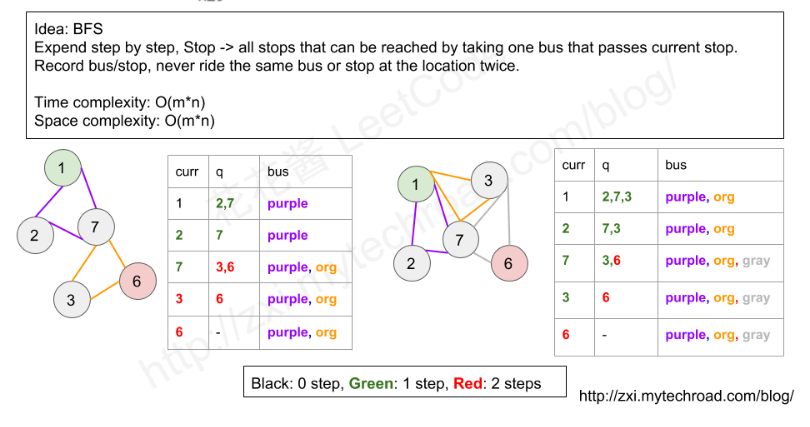 Idea: BFS
Expend step by step, Stop -> all stops that can be reached by taking one bus that passes current stop.
Record bus/stop, never ride the same bus or stop at the location twice.
Time complexity: O(m*n)
Space complexity: O(m*n)
1
2
7
3
6
curr q bus
1 2,7 purple
2 7 purple
7 3,6 purple, org
3 6 purple, org
6 - purple, org
1
3
7
2
6
curr q bus
1 2,7,3 purple, org
2 7,3 purple, org
7 3,6 purple, org, gray
3 6 purple, org, gray
6 - purple, org, gray
Black: 0 step, Green: 1 step, Red: 2 steps
http://zxi.mytechroad.com/blog/
花花酱 LeetCode
http://zxi.mytechroad.com/blog/